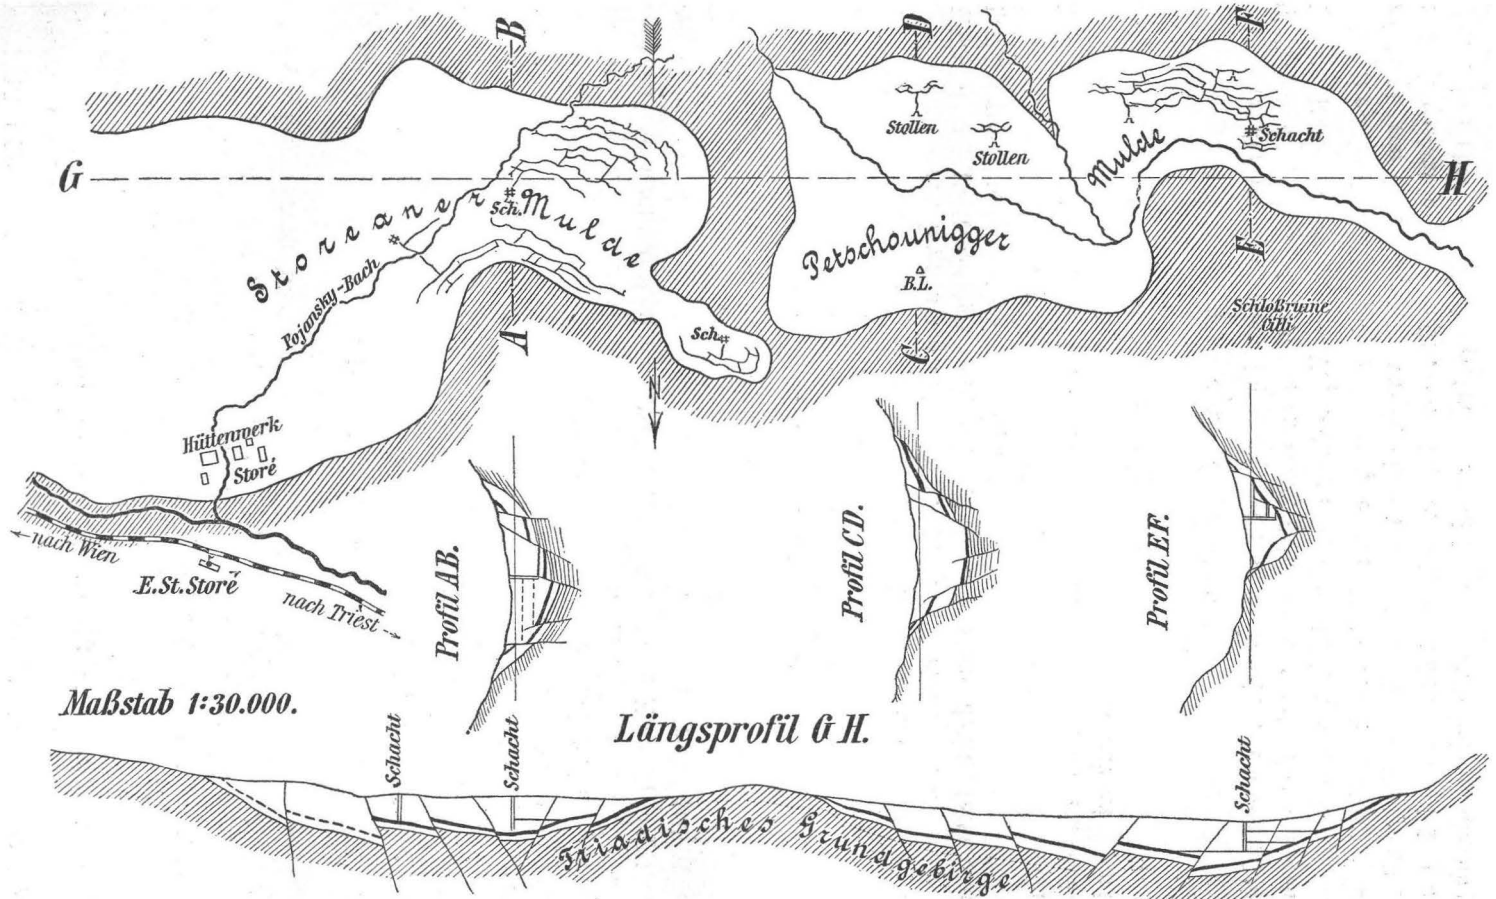 B
D
F
Stollen
Stollen
Schacht
Mulde
G
H
Storeaner Mulde
Sch.
Petschounigger
B.L.
E
Pojansky-Bach
Schloßruine
Cilli
A
Sch.
C
N
Hüttenwerk
Storé
←nach Wien
E.St.Storé
nach Triest→
Profil AB.
Profil CD.
Profil EF.
Maßstab 1:30.000.
Längsprofil G H.
Schacht
Schacht
Schacht
Triadisches Grundgebirge